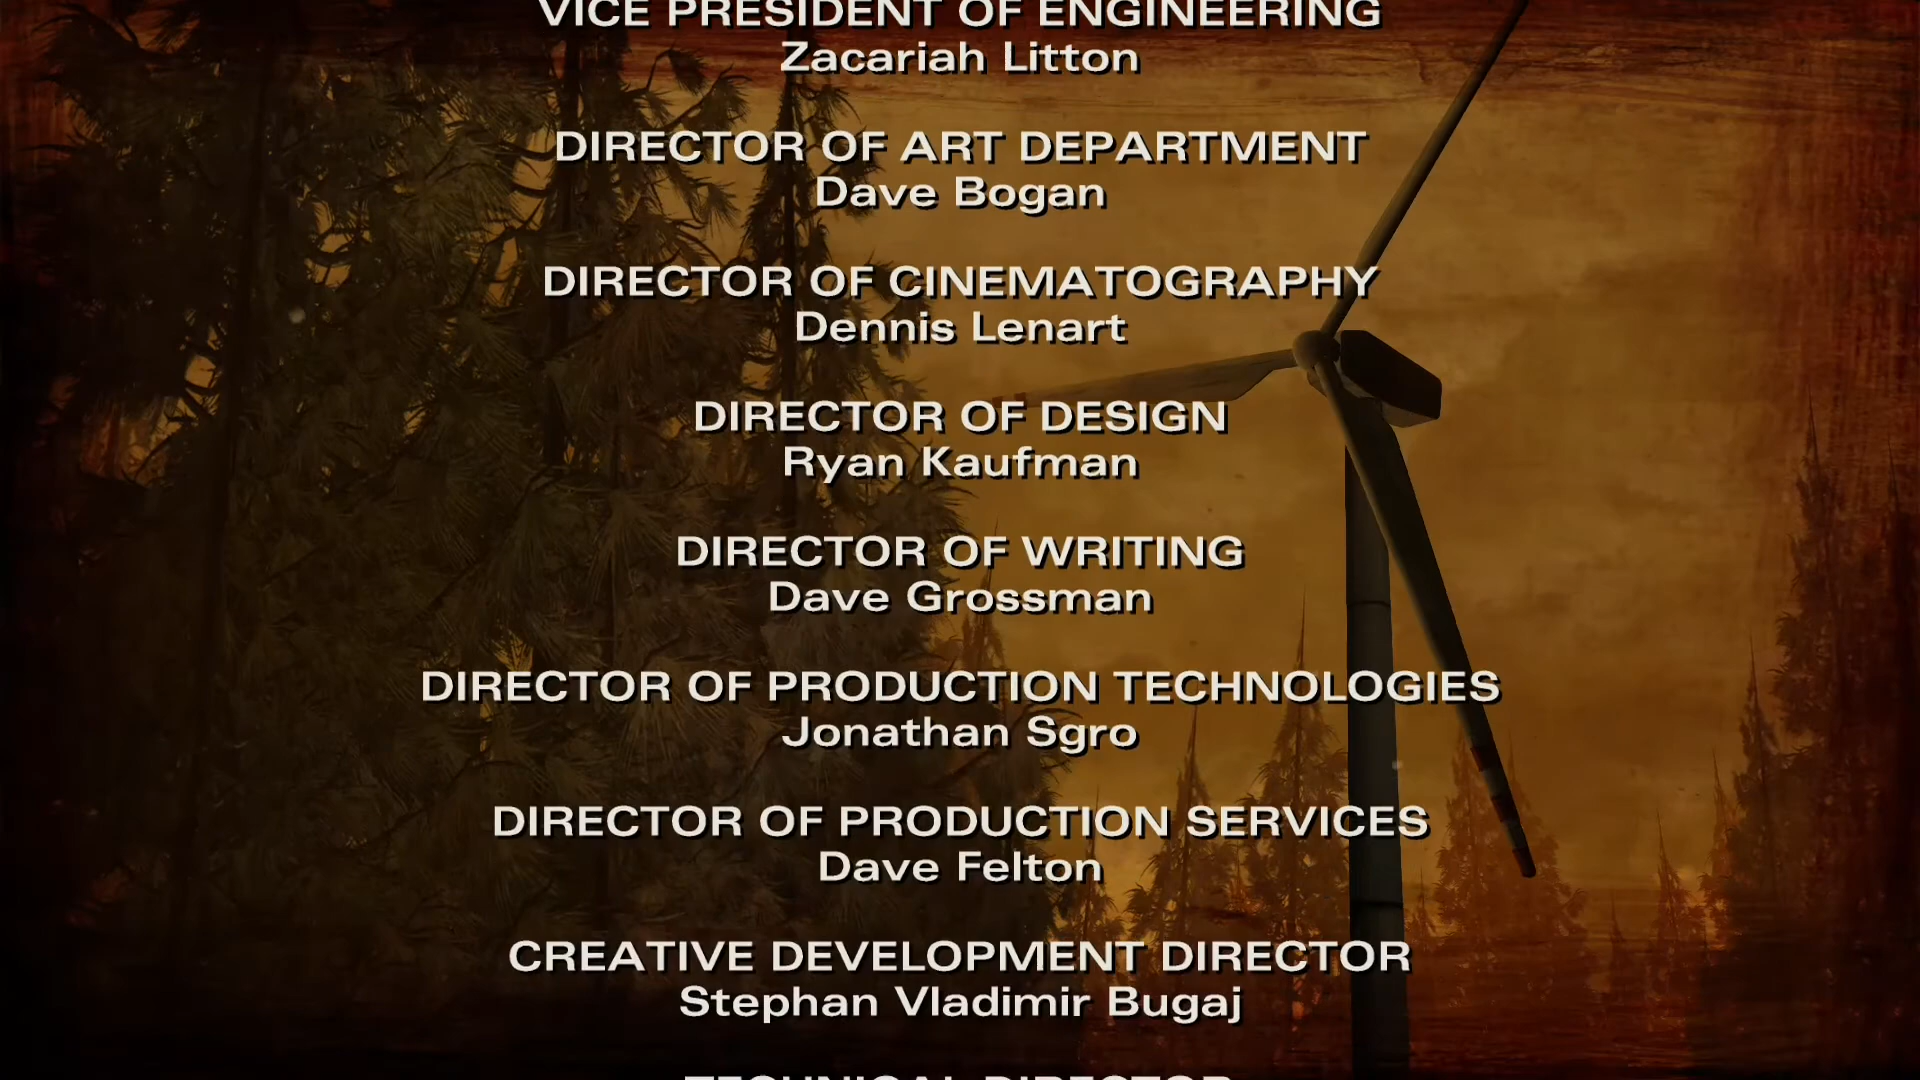 VICE PRESIDENT OF ENGINEERING
Zacariah Litton
DIRECTOR OF ART DEPARTMENT
Dave Bogan
DIRECTOR OF CINEMATOGRAPHY
Dennis Lenart
DIRECTOR OF DESIGN
Ryan Kaufman
DIRECTOR OF WRITING
Dave Grossman
DIRECTOR OF PRODUCTION TECHNOLOGIES
Jonathan Sgro
DIRECTOR OF PRODUCTION SERVICES
Dave Felton
CREATIVE DEVELOPMENT DIRECTOR
Stephan Vladimir Bugaj
TECHNICAL DIRECTOR